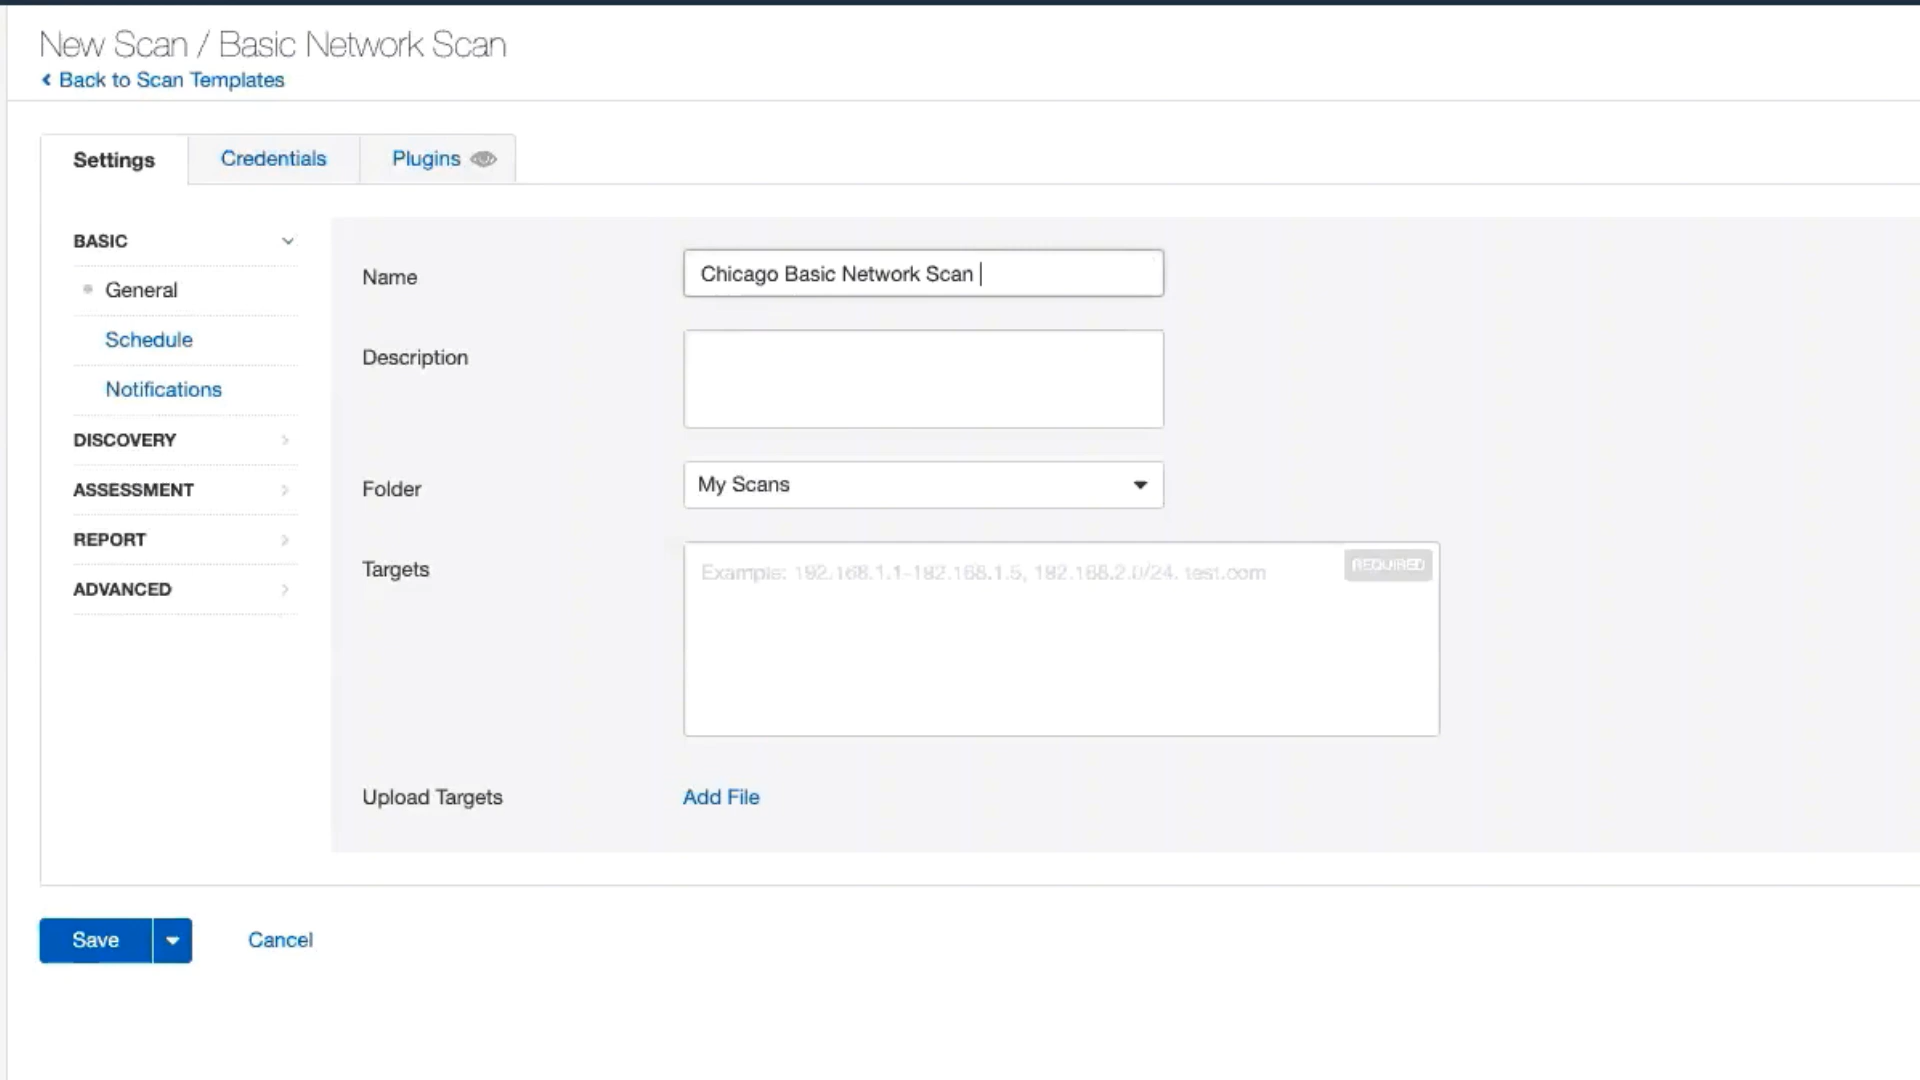 New Scan / Basic Network Scan
Back to Scan Templates
Settings
Credentials
Plugins
BASIC
General
Schedule
Notifications
DISCOVERY
ASSESSMENT
REPORT
ADVANCED
Name
Chicago Basic Network Scan
Description
Folder
My Scans
Targets
Example: 192.168.1.1-192.168.1.5, 192.168.2.0/24, test.com
REQUIRED
Upload Targets
Add File
Save
Cancel